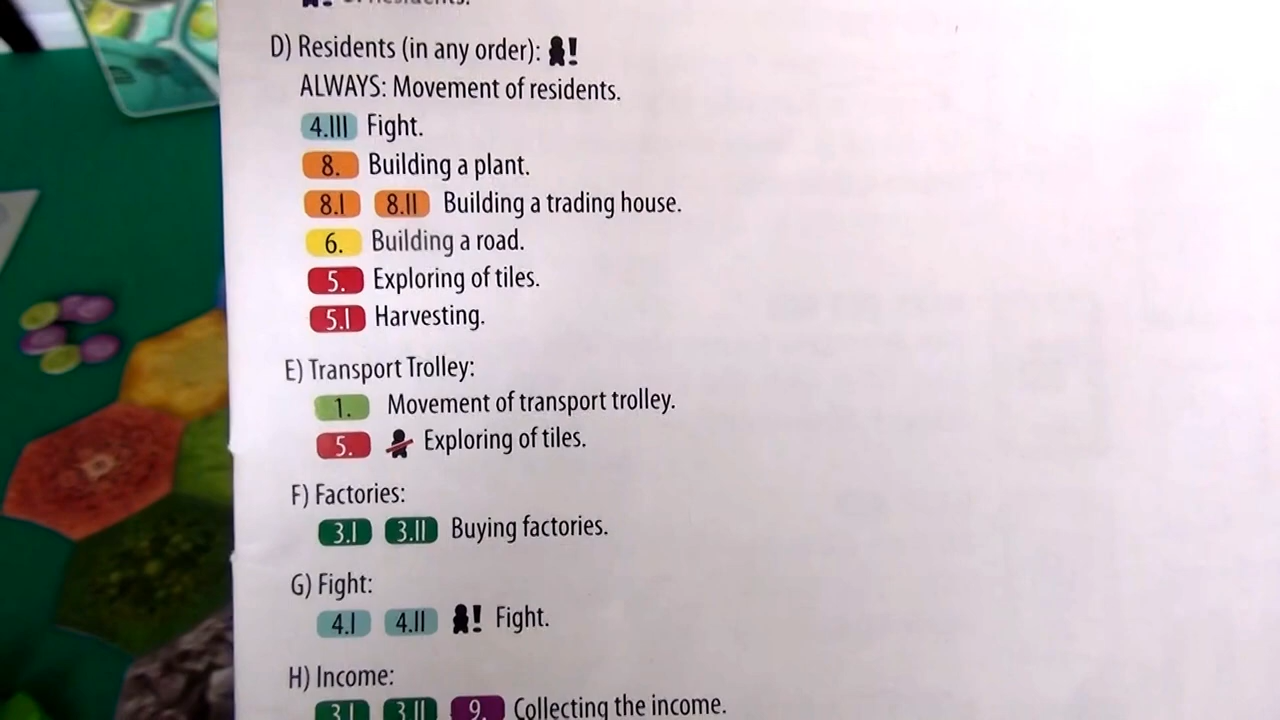 D) Residents (in any order): !
ALWAYS: Movement of residents.
4.III Fight.
8. Building a plant.
8.I 8.II Building a trading house.
6. Building a road.
5. Exploring of tiles.
5.I Harvesting.
E) Transport Trolley:
1. Movement of transport trolley.
5. Exploring of tiles.
F) Factories:
3.I 3.II Buying factories.
G) Fight:
4.I 4.II ! Fight.
H) Income:
3.I 3.II 9. Collecting the income.